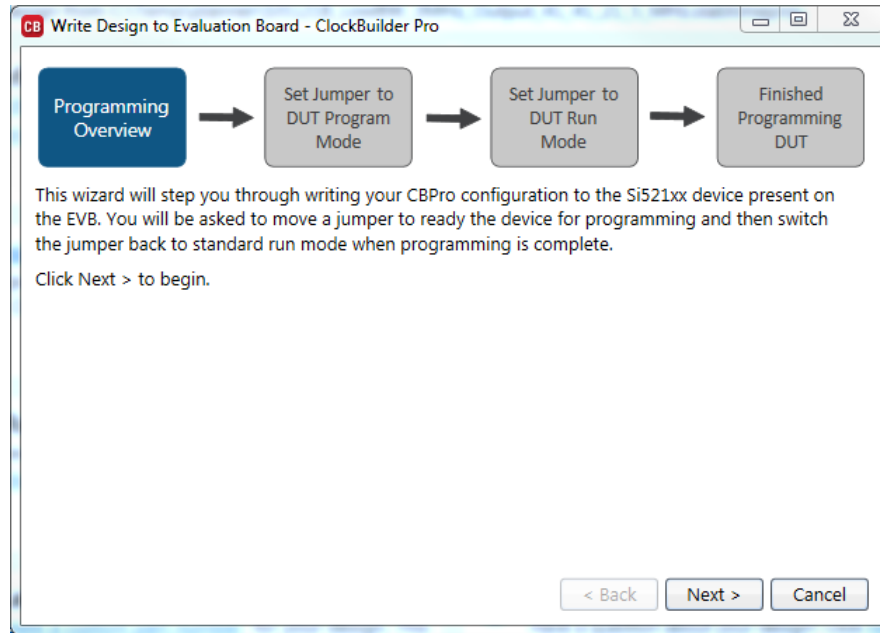 CB Write Design to Evaluation Board - ClockBuilder Pro
Programming
Overview
Set Jumper to
DUT Program
Mode
Set Jumper to
DUT Run
Mode
Finished
Programming
DUT
This wizard will step you through writing your CBPro configuration to the Si521xx device present on
the EVB. You will be asked to move a jumper to ready the device for programming and then switch
the jumper back to standard run mode when programming is complete.
Click Next > to begin.
< Back Next > Cancel